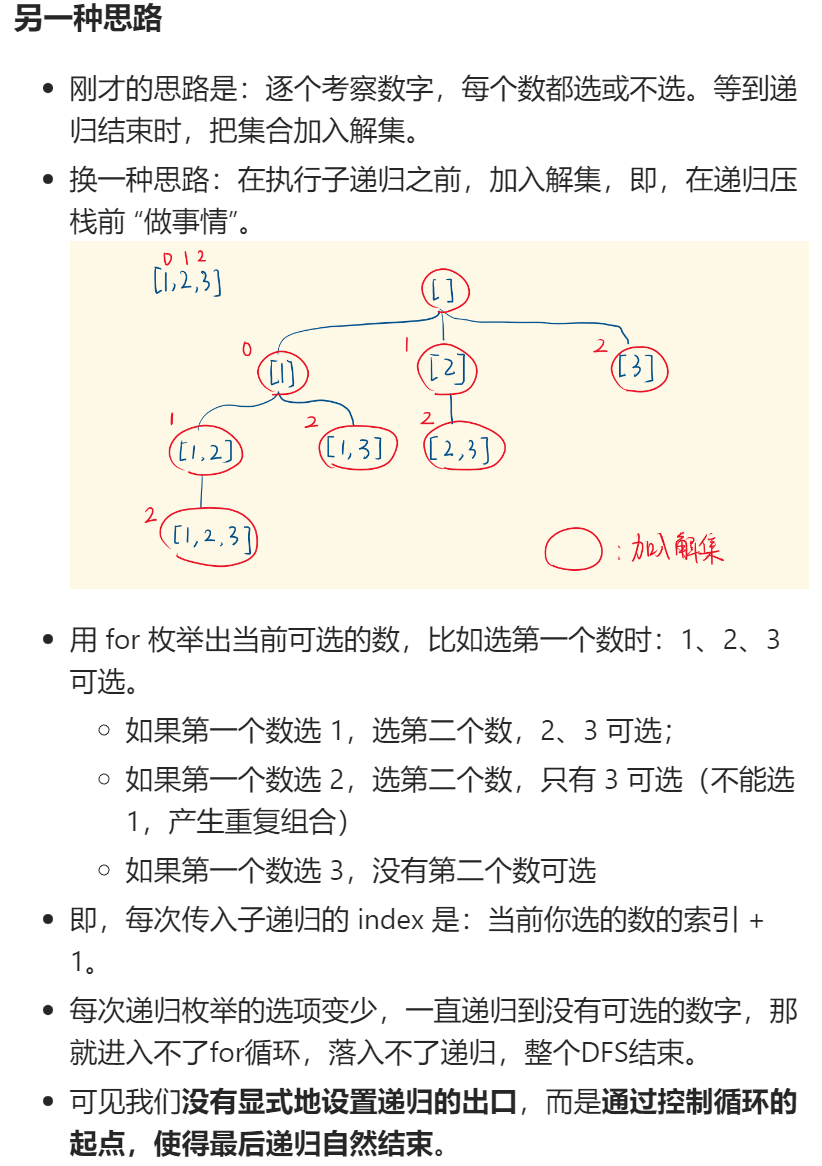 另一种思路
刚才的思路是：逐个考察数字，每个数都选或不选。等到递
归结束时，把集合加入解集。
换一种思路：在执行子递归之前，加入解集，即，在递归压
栈前 “做事情”。
0 1 2
[1,2,3]
[ ]
0
[1]
1
[2]
2
[3]
1
[1,2]
2
[1,3]
2
[2,3]
2
[1,2,3]
：加入解集
用 for 枚举出当前可选的数，比如选第一个数时：1、2、3
可选。
如果第一个数选 1，选第二个数，2、3 可选；
如果第一个数选 2，选第二个数，只有 3 可选（不能选
1，产生重复组合）
如果第一个数选 3，没有第二个数可选
即，每次传入子递归的 index 是：当前你选的数的索引 +
1。
每次递归枚举的选项变少，一直递归到没有可选的数字，那
就进入不了for循环，落入不了递归，整个DFS结束。
可见我们没有显式地设置递归的出口，而是通过控制循环的
起点，使得最后递归自然结束。